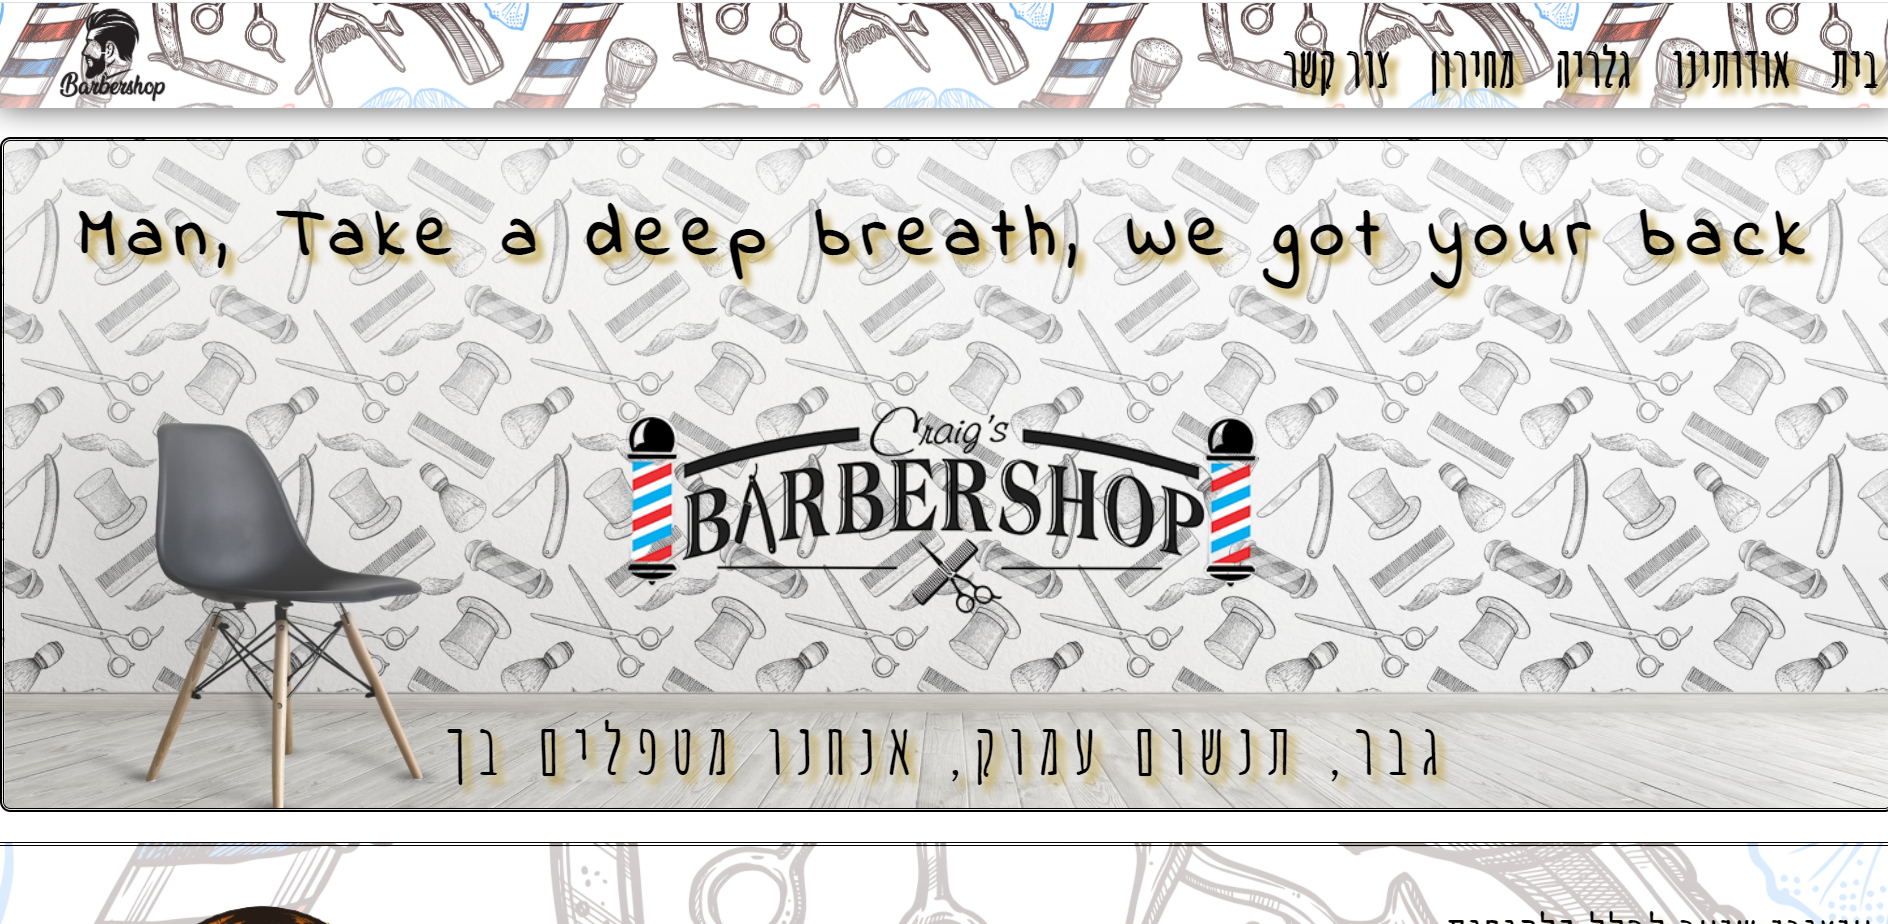 Barbershop
בית אודותינו גלריה מחירון צור קשר
Man, Take a deep breath, we got your back
Craig's
BARBERSHOP
גבר, תנשום עמוק, אנחנו מטפלים בך